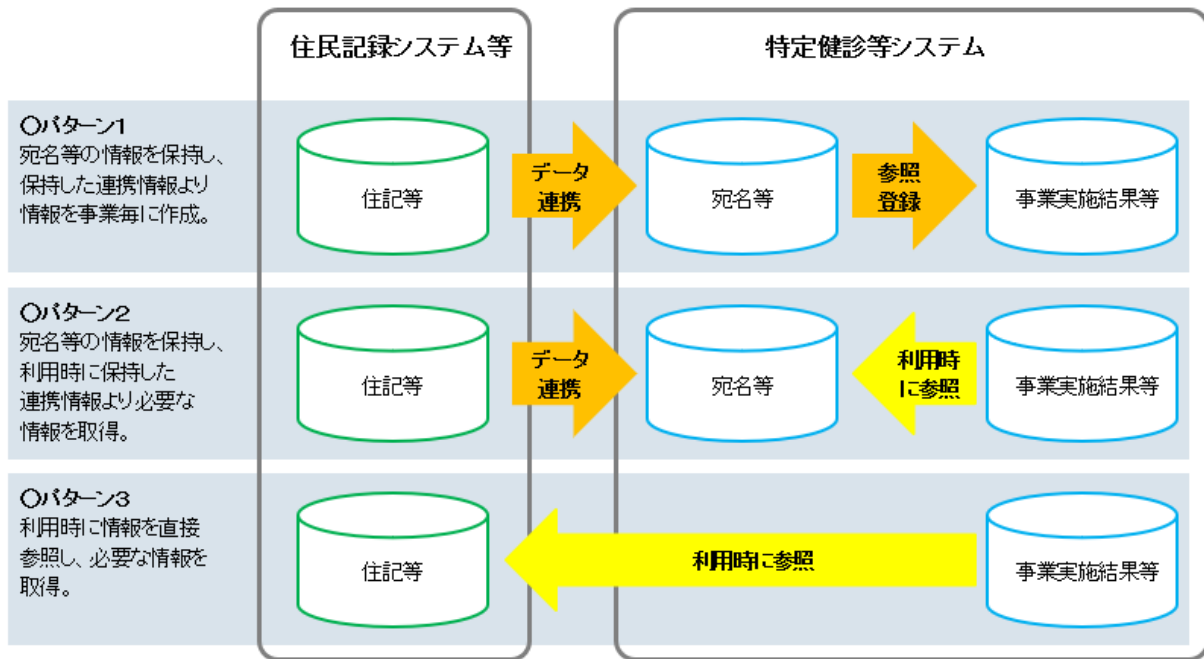 住民記録システム等
特定健診等システム
〇パターン1
宛名等の情報を保持し、
保持した連携情報より
情報を事業毎に作成。
住記等
データ
連携
宛名等
参照
登録
事業実施結果等
〇パターン2
宛名等の情報を保持し、
利用時に保持した
連携情報より必要な
情報を取得。
住記等
データ
連携
宛名等
利用時
に参照
事業実施結果等
〇パターン3
利用時に情報を直接
参照し、必要な情報を
取得。
住記等
利用時に参照
事業実施結果等